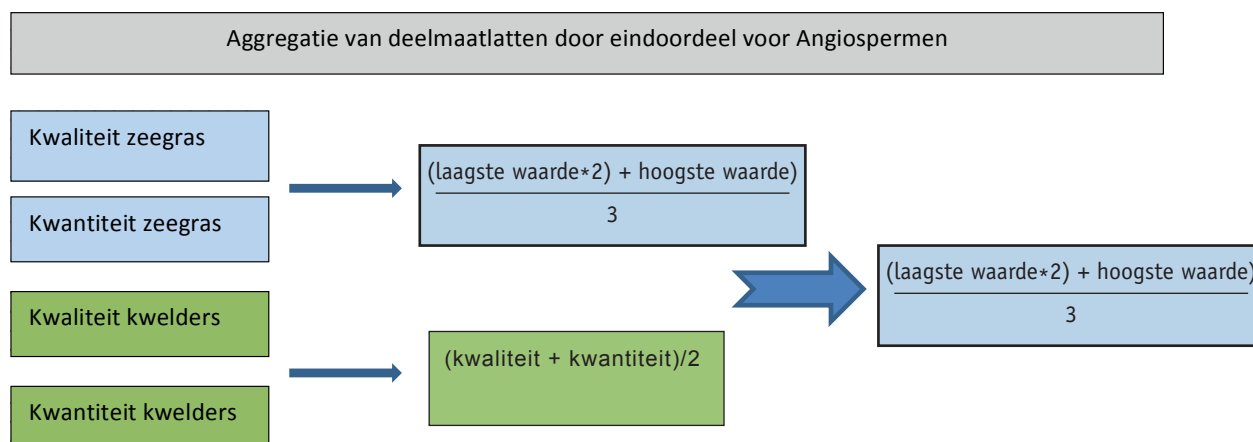 Aggregatie van deelmaatlatten door eindoordeel voor Angiospermen
Kwaliteit zeegras
Kwantiteit zeegras
(laagste waarde*2) + hoogste waarde)
3
Kwaliteit kwelders
Kwantiteit kwelders
(kwaliteit + kwantiteit)/2
(laagste waarde*2) + hoogste waarde)
3